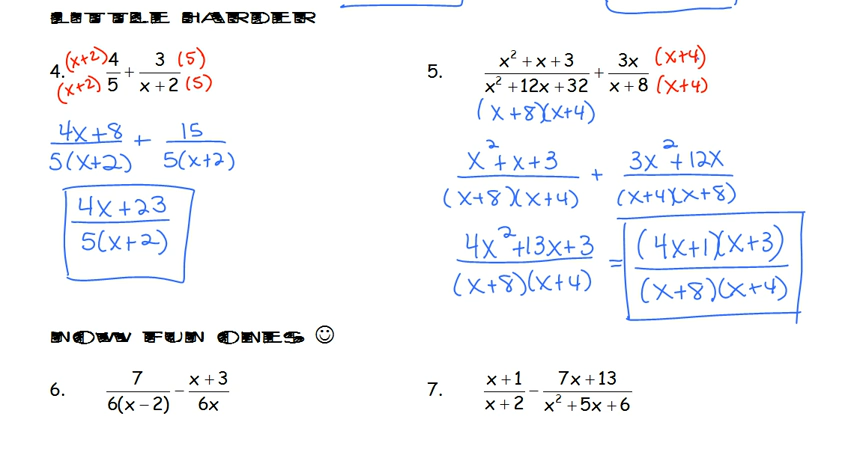 LITTLE HARDER
4. (x+2)/(x+2) 4/5 + 3/(x + 2) (5)/(5)
(4x+8)/(5(x+2)) + 15/(5(x+2))
(4x+23)/(5(x+2))
5. (x² + x + 3)/(x² + 12x + 32) + 3x/(x + 8) (x+4)/(x+4)
(x+8)(x+4)
(x²+x+3)/((x+8)(x+4)) + (3x²+12x)/((x+4)(x+8))
(4x²+13x+3)/((x+8)(x+4)) = ((4x+1)(x+3))/((x+8)(x+4))
NOW FUN ONES ☺
6. 7/(6(x − 2)) − (x + 3)/(6x)
7. (x + 1)/(x + 2) − (7x + 13)/(x² + 5x + 6)